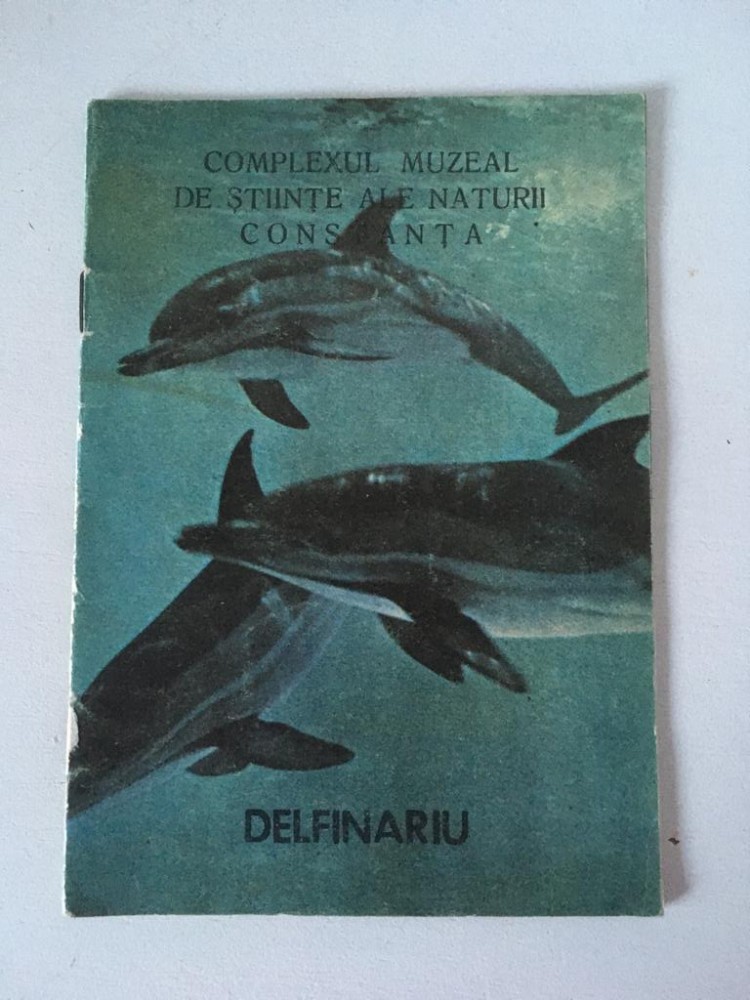 COMPLEXUL MUZEAL
DE ŞTIINŢE ALE NATURII
CONSTANŢA
DELFINARIU